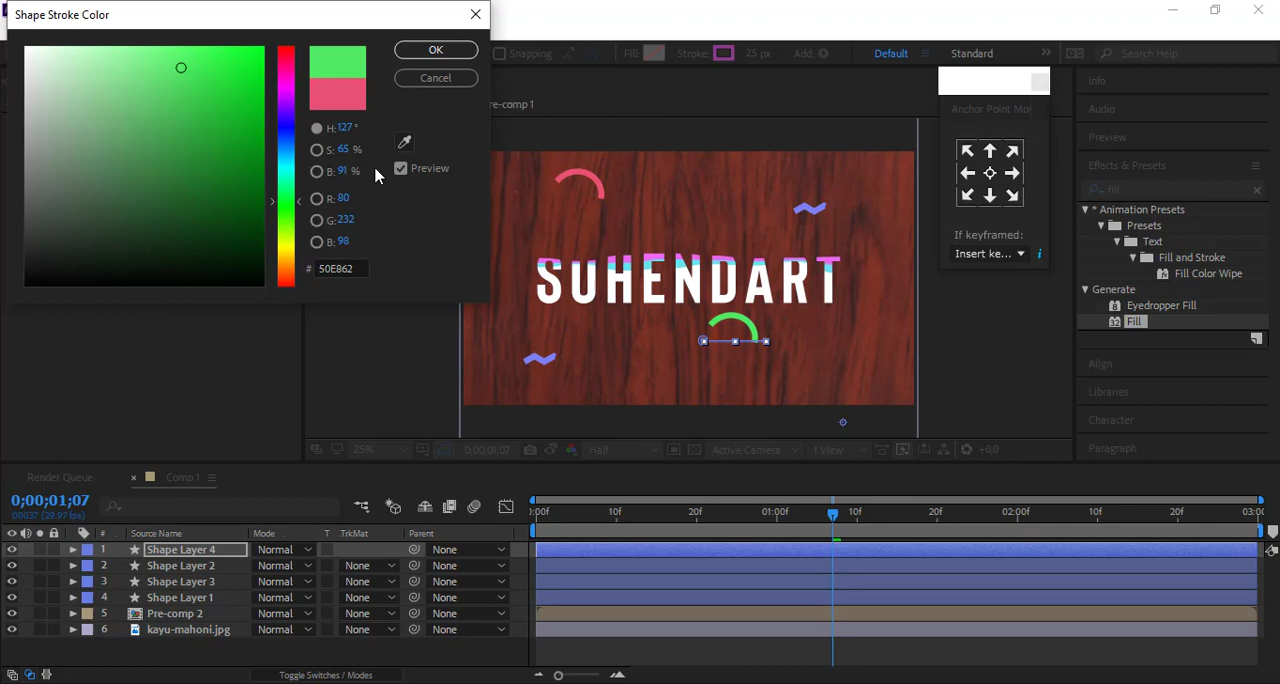 Shape Stroke Color
OK
Cancel
H: 127 °
S: 65 %
B: 91 %
Preview
R: 80
G: 232
B: 98
# 50E862
Snapping
Fill:
Stroke:
25 px
Add:
Default
Standard
Search Help
re-comp 1
Anchor Point Mov
If keyframed:
Insert ke...
Info
Audio
Preview
Effects & Presets
fill
* Animation Presets
Presets
Text
Fill and Stroke
Fill Color Wipe
Generate
Eyedropper Fill
Fill
Align
Libraries
Character
Paragraph
SUHENDART
25%
0;00;01;07
Half
Active Camera
1 View
+0,0
Render Queue
Comp 1
0;00;01;07
00037 (29.97 fps)
# Source Name Mode T .TrkMat Parent
1 Shape Layer 4 Normal None
2 Shape Layer 2 Normal None None
3 Shape Layer 3 Normal None None
4 Shape Layer 1 Normal None None
5 Pre-comp 2 Normal None None
6 kayu-mahoni.jpg Normal None None
:00f 10f 20f 01:00f 10f 20f 02:00f 10f 20f 03:00
Toggle Switches / Modes